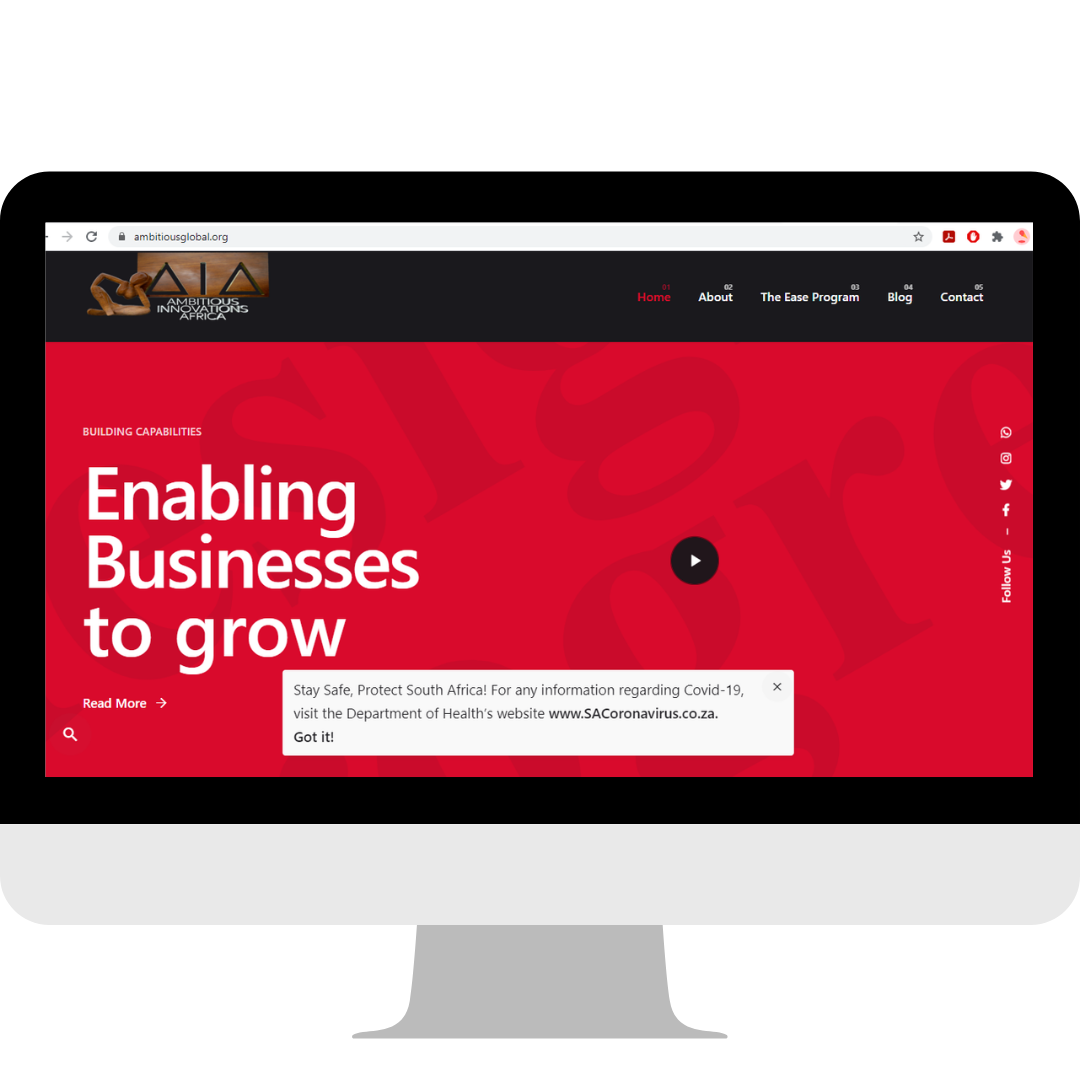 ambitiousglobal.org
AIA
AMBITIOUS
INNOVATIONS
AFRICA
01
Home
02
About
03
The Ease Program
04
Blog
05
Contact
BUILDING CAPABILITIES
Enabling
Businesses
to grow
Read More →
Follow Us
Stay Safe, Protect South Africa! For any information regarding Covid-19,
visit the Department of Health's website www.SACoronavirus.co.za.
Got it!